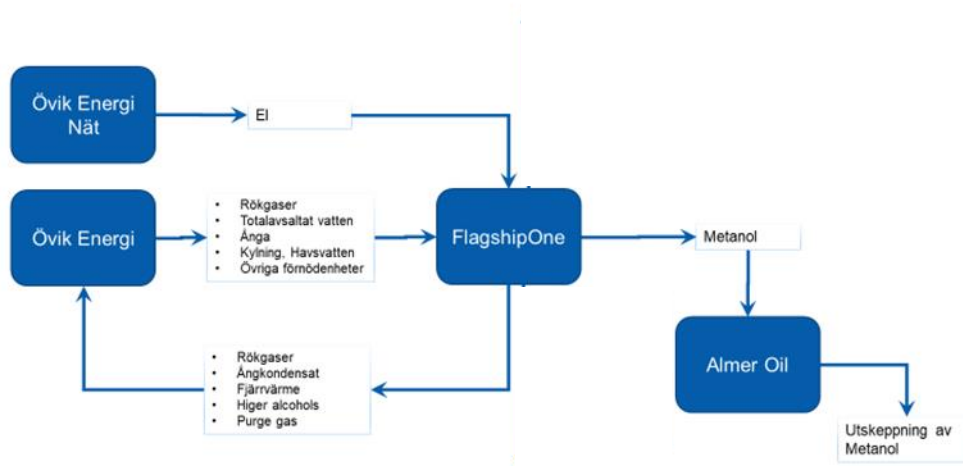 Övik Energi
Nät
El
Övik Energi
• Rökgaser
• Totalavsaltat vatten
• Ånga
• Kylning, Havsvatten
• Övriga förnödenheter
FlagshipOne
Metanol
• Rökgaser
• Ångkondensat
• Fjärrvärme
• Higer alcohols
• Purge gas
Almer Oil
Utskeppning av
Metanol